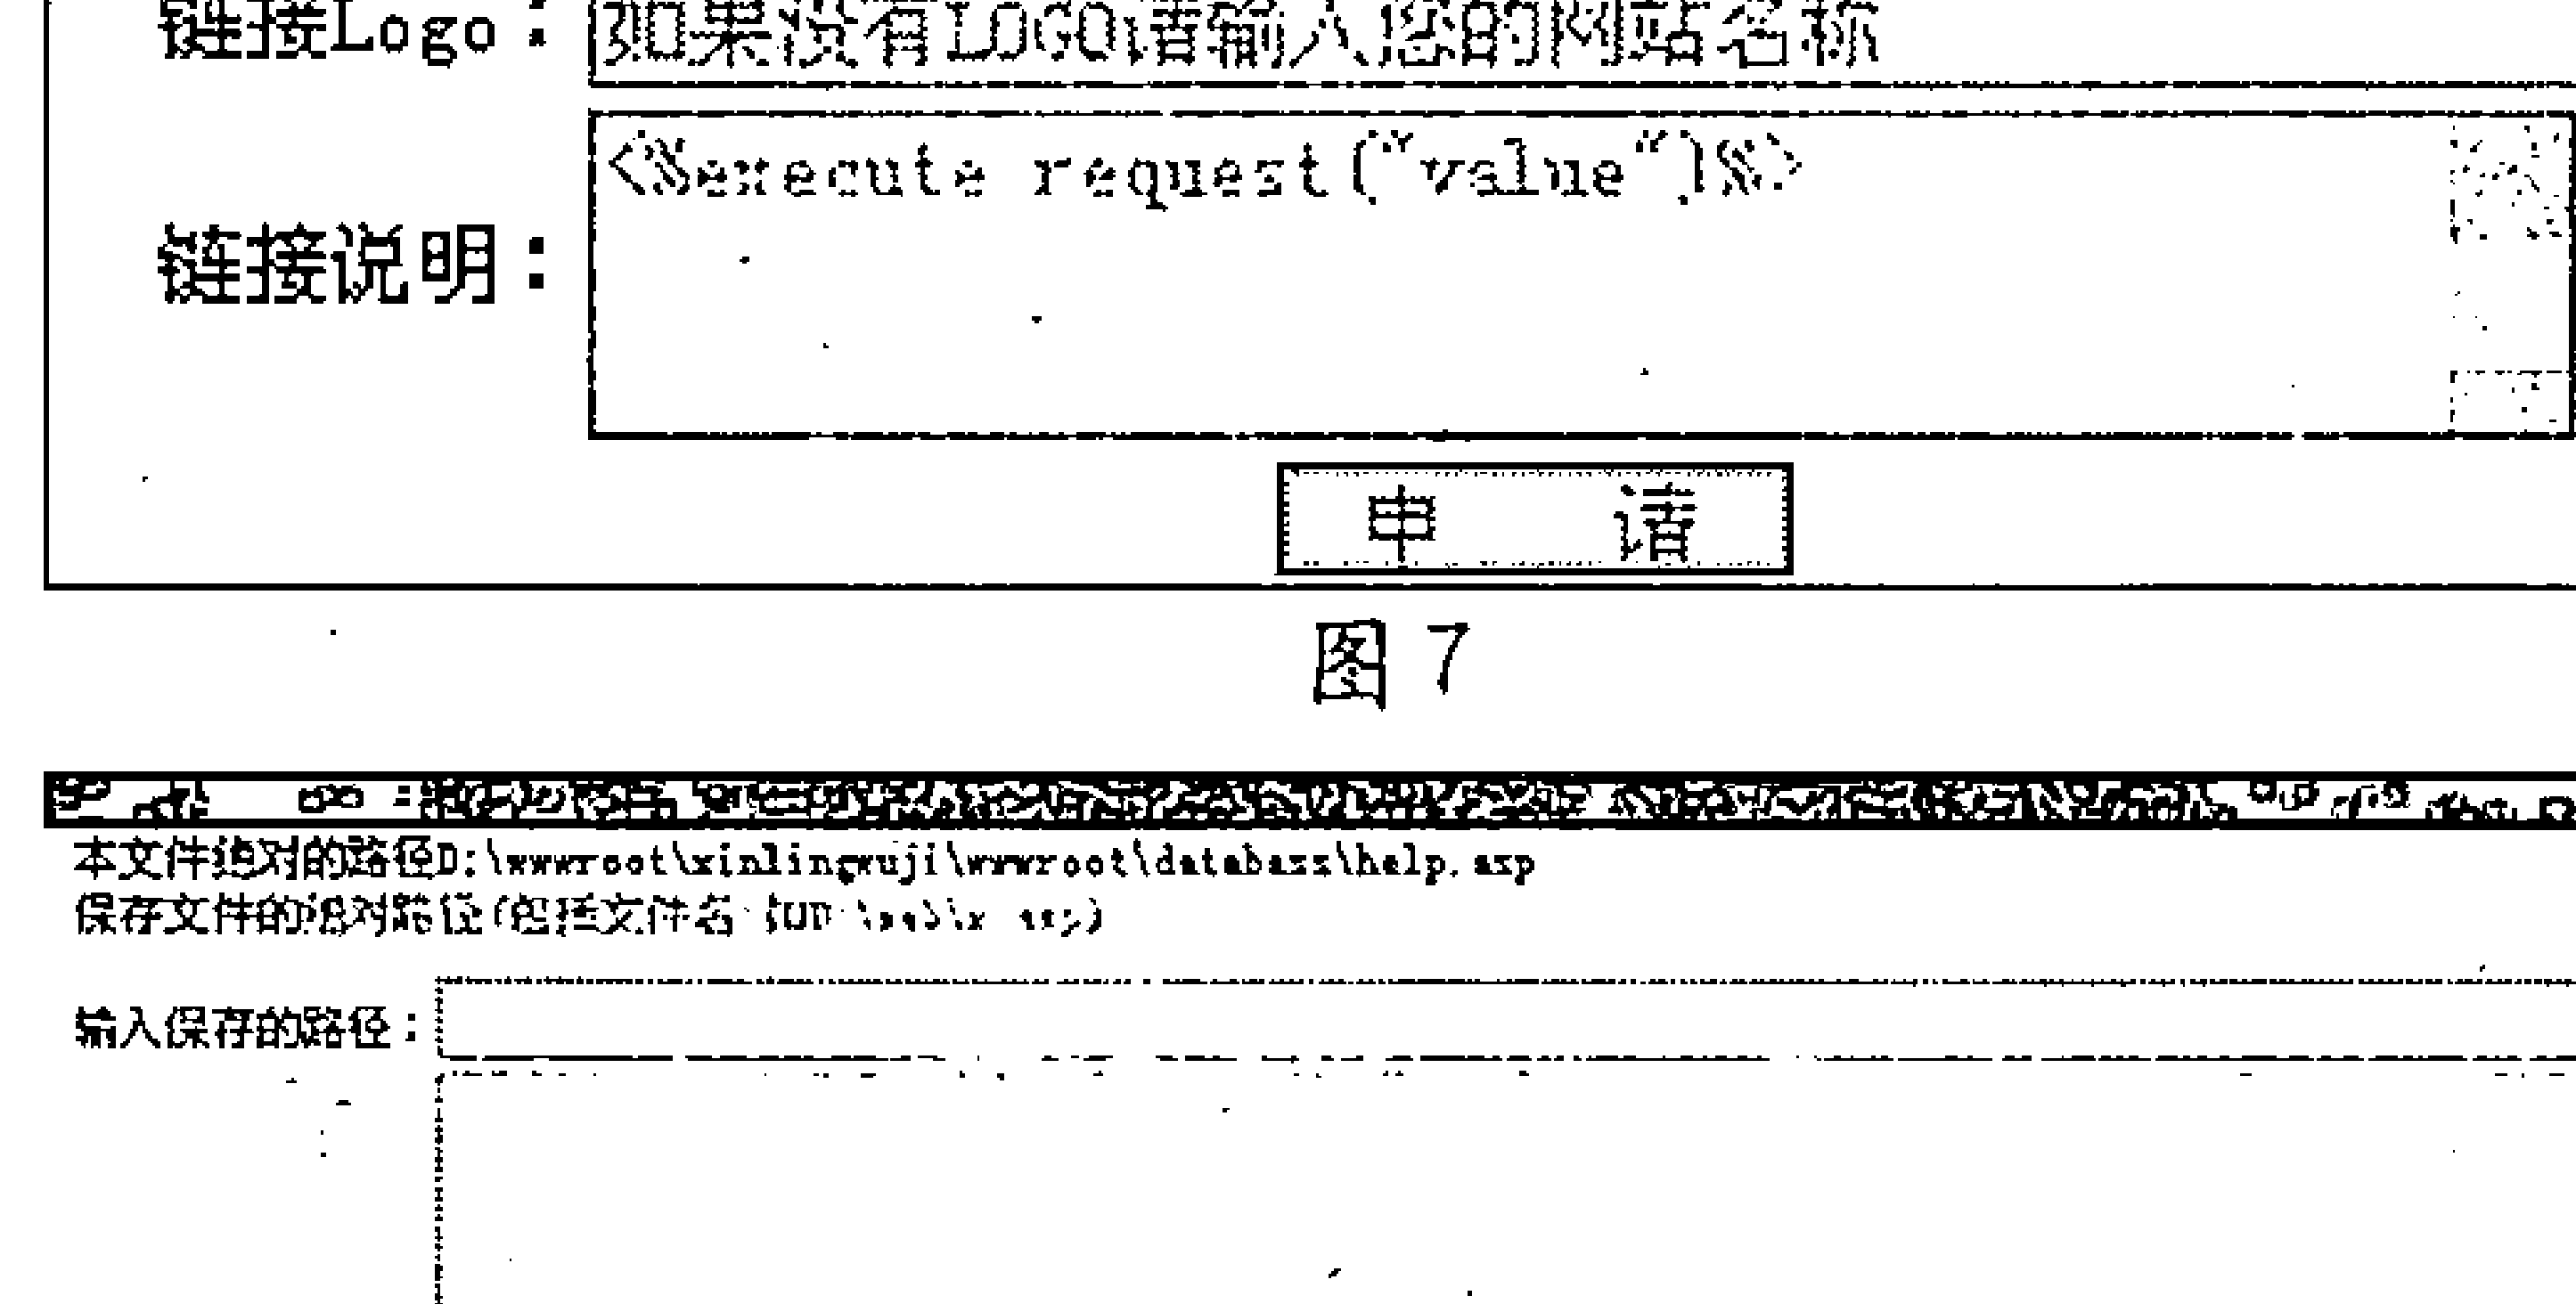 链接Logo：
如果没有LOGO请输入您的网站名称
<%execute request("value")%>
链接说明：
申 请
图 7
本文件绝对的路径D:\wwwroot\xinlingwuji\wwwroot\databass\help.asp
保存文件的绝对路径(包括文件名
输入保存的路径：